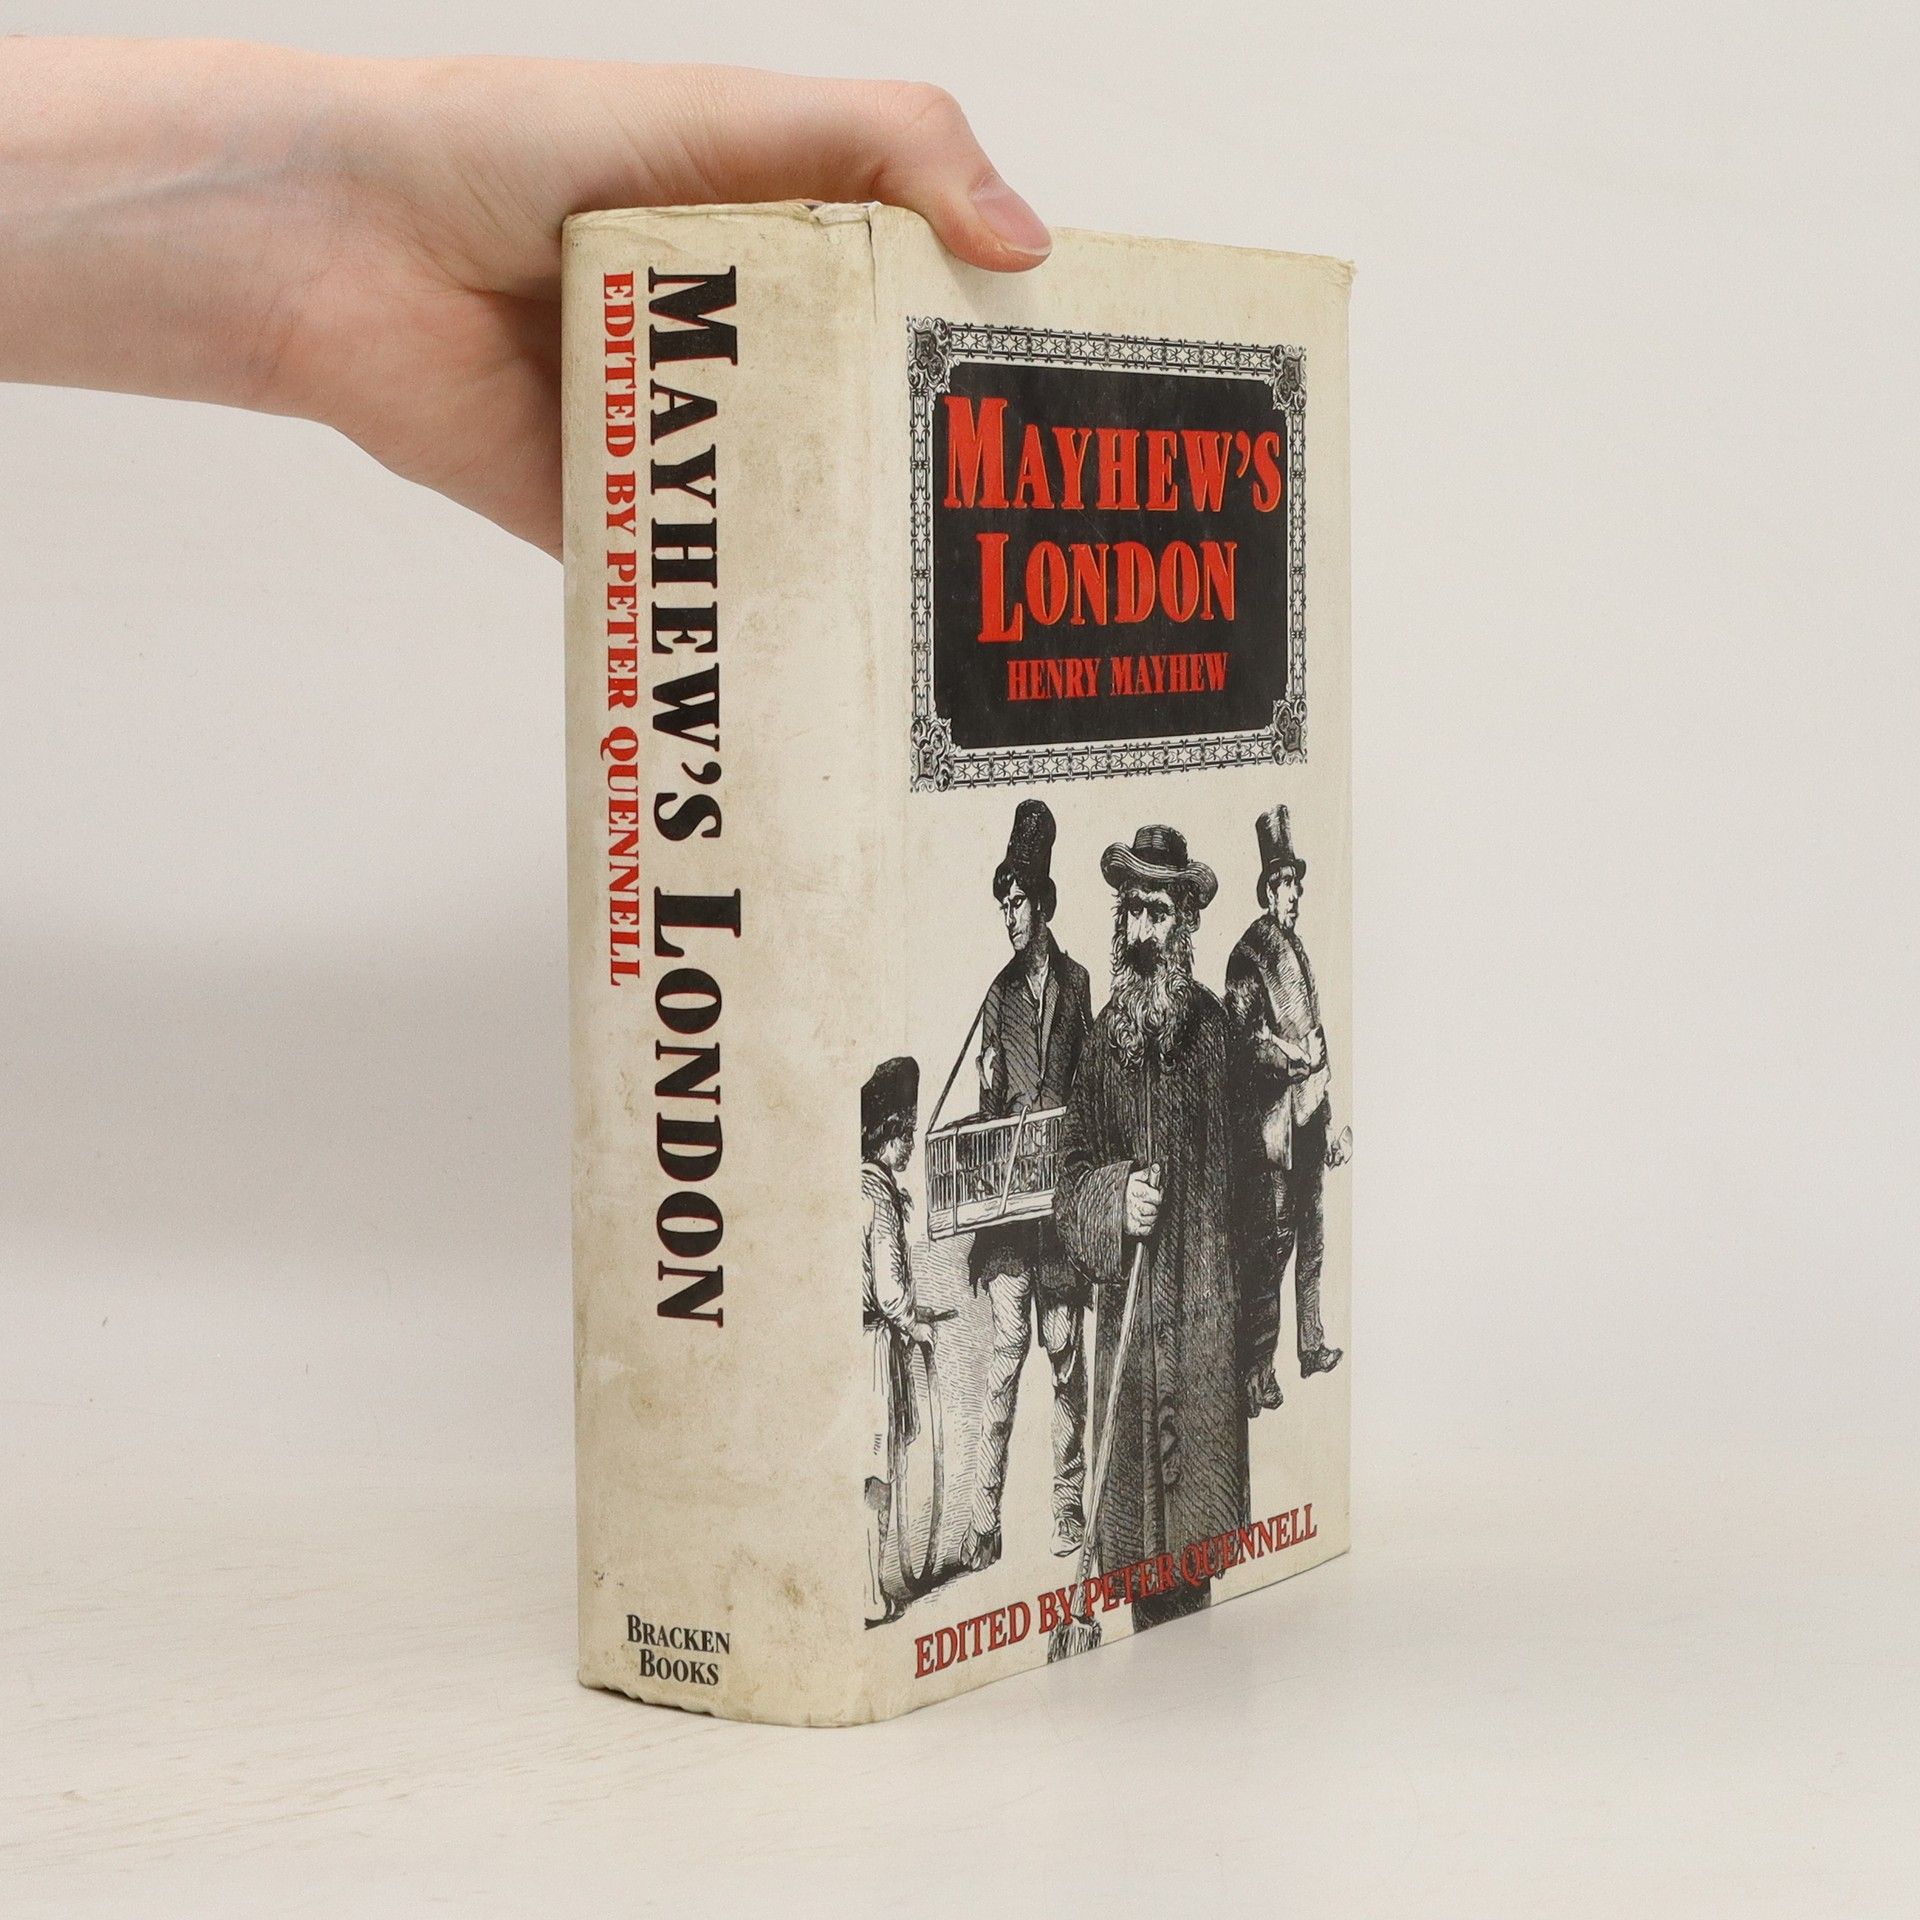 MAYHEW'S LONDON
EDITED BY PETER QUENNELL
BRACKEN
BOOKS
MAYHEW'S
LONDON
HENRY MAYHEW
EDITED BY PETER QUENNELL